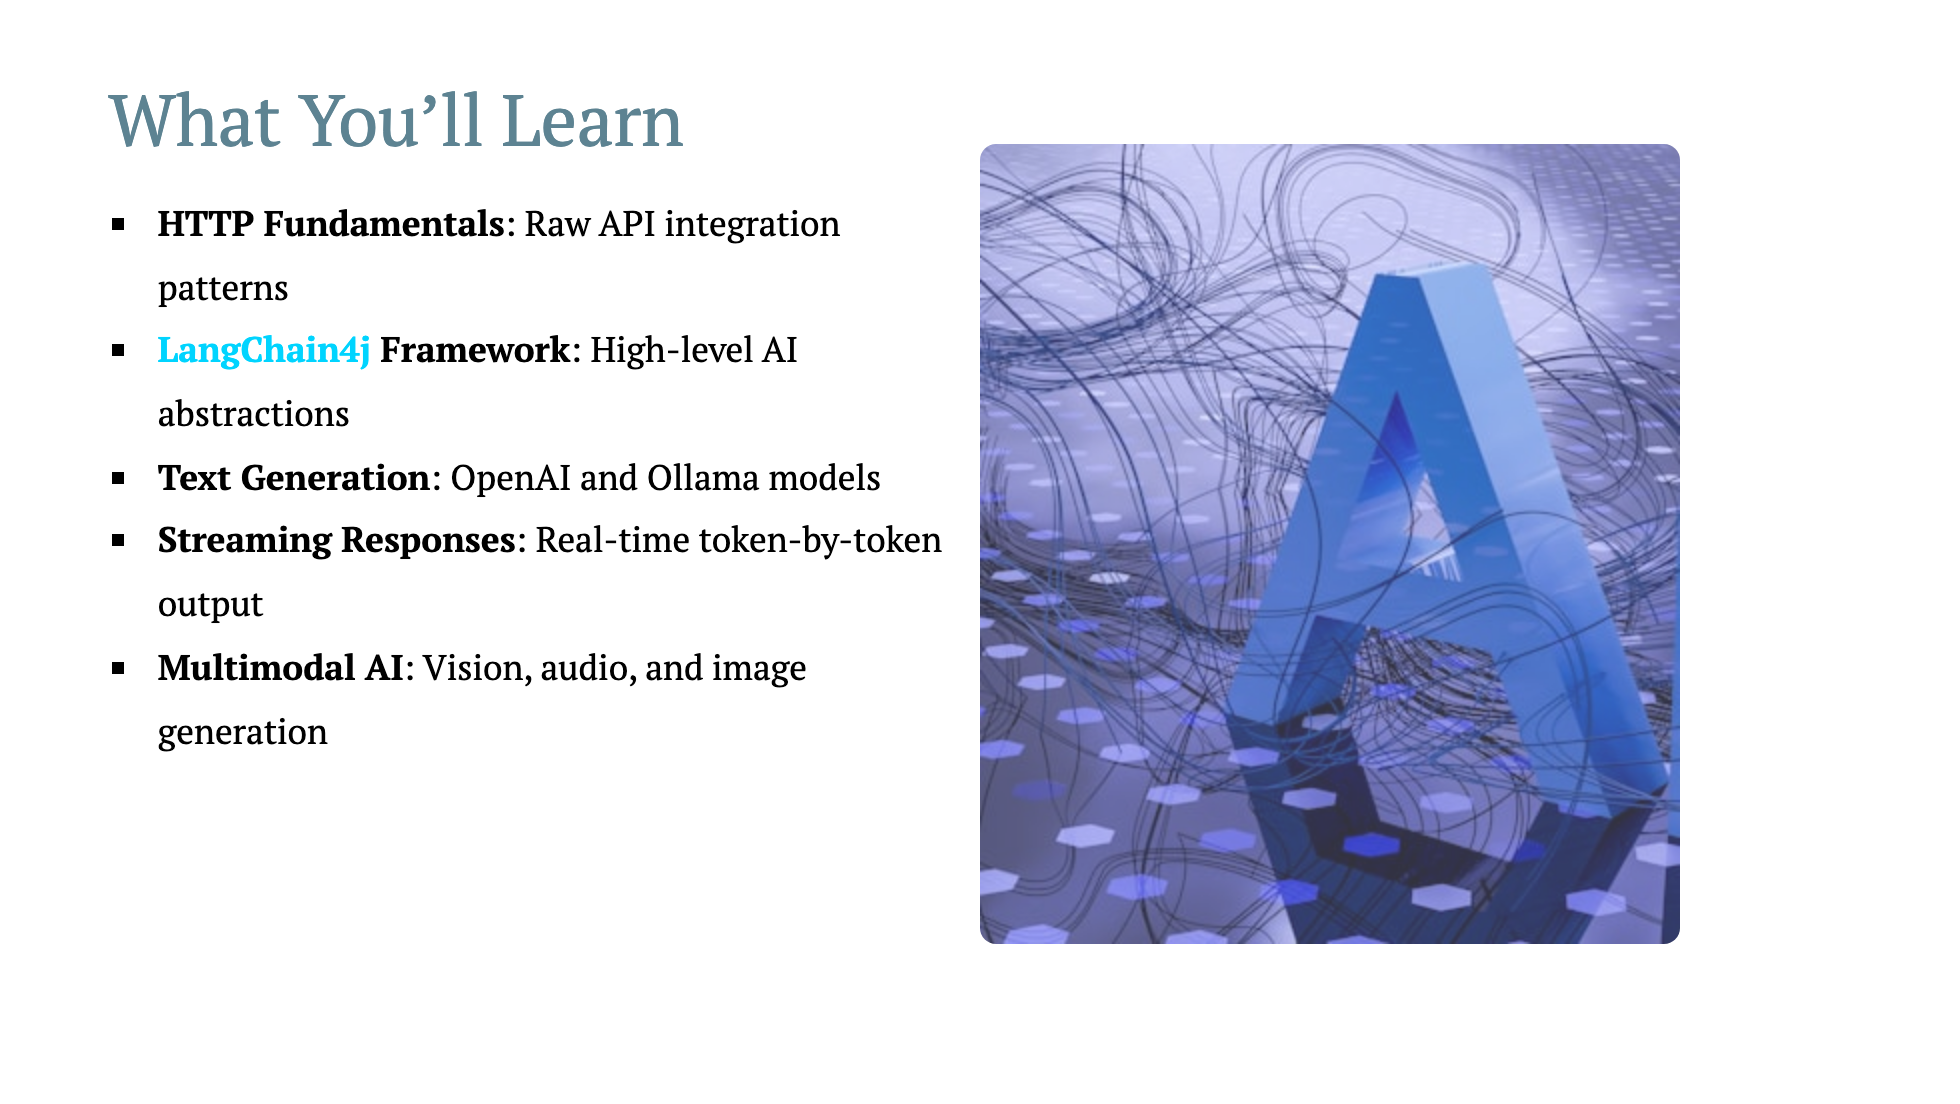 What You’ll Learn
▪ HTTP Fundamentals: Raw API integration
patterns
▪ LangChain4j Framework: High-level AI
abstractions
▪ Text Generation: OpenAI and Ollama models
▪ Streaming Responses: Real-time token-by-token
output
▪ Multimodal AI: Vision, audio, and image
generation
A